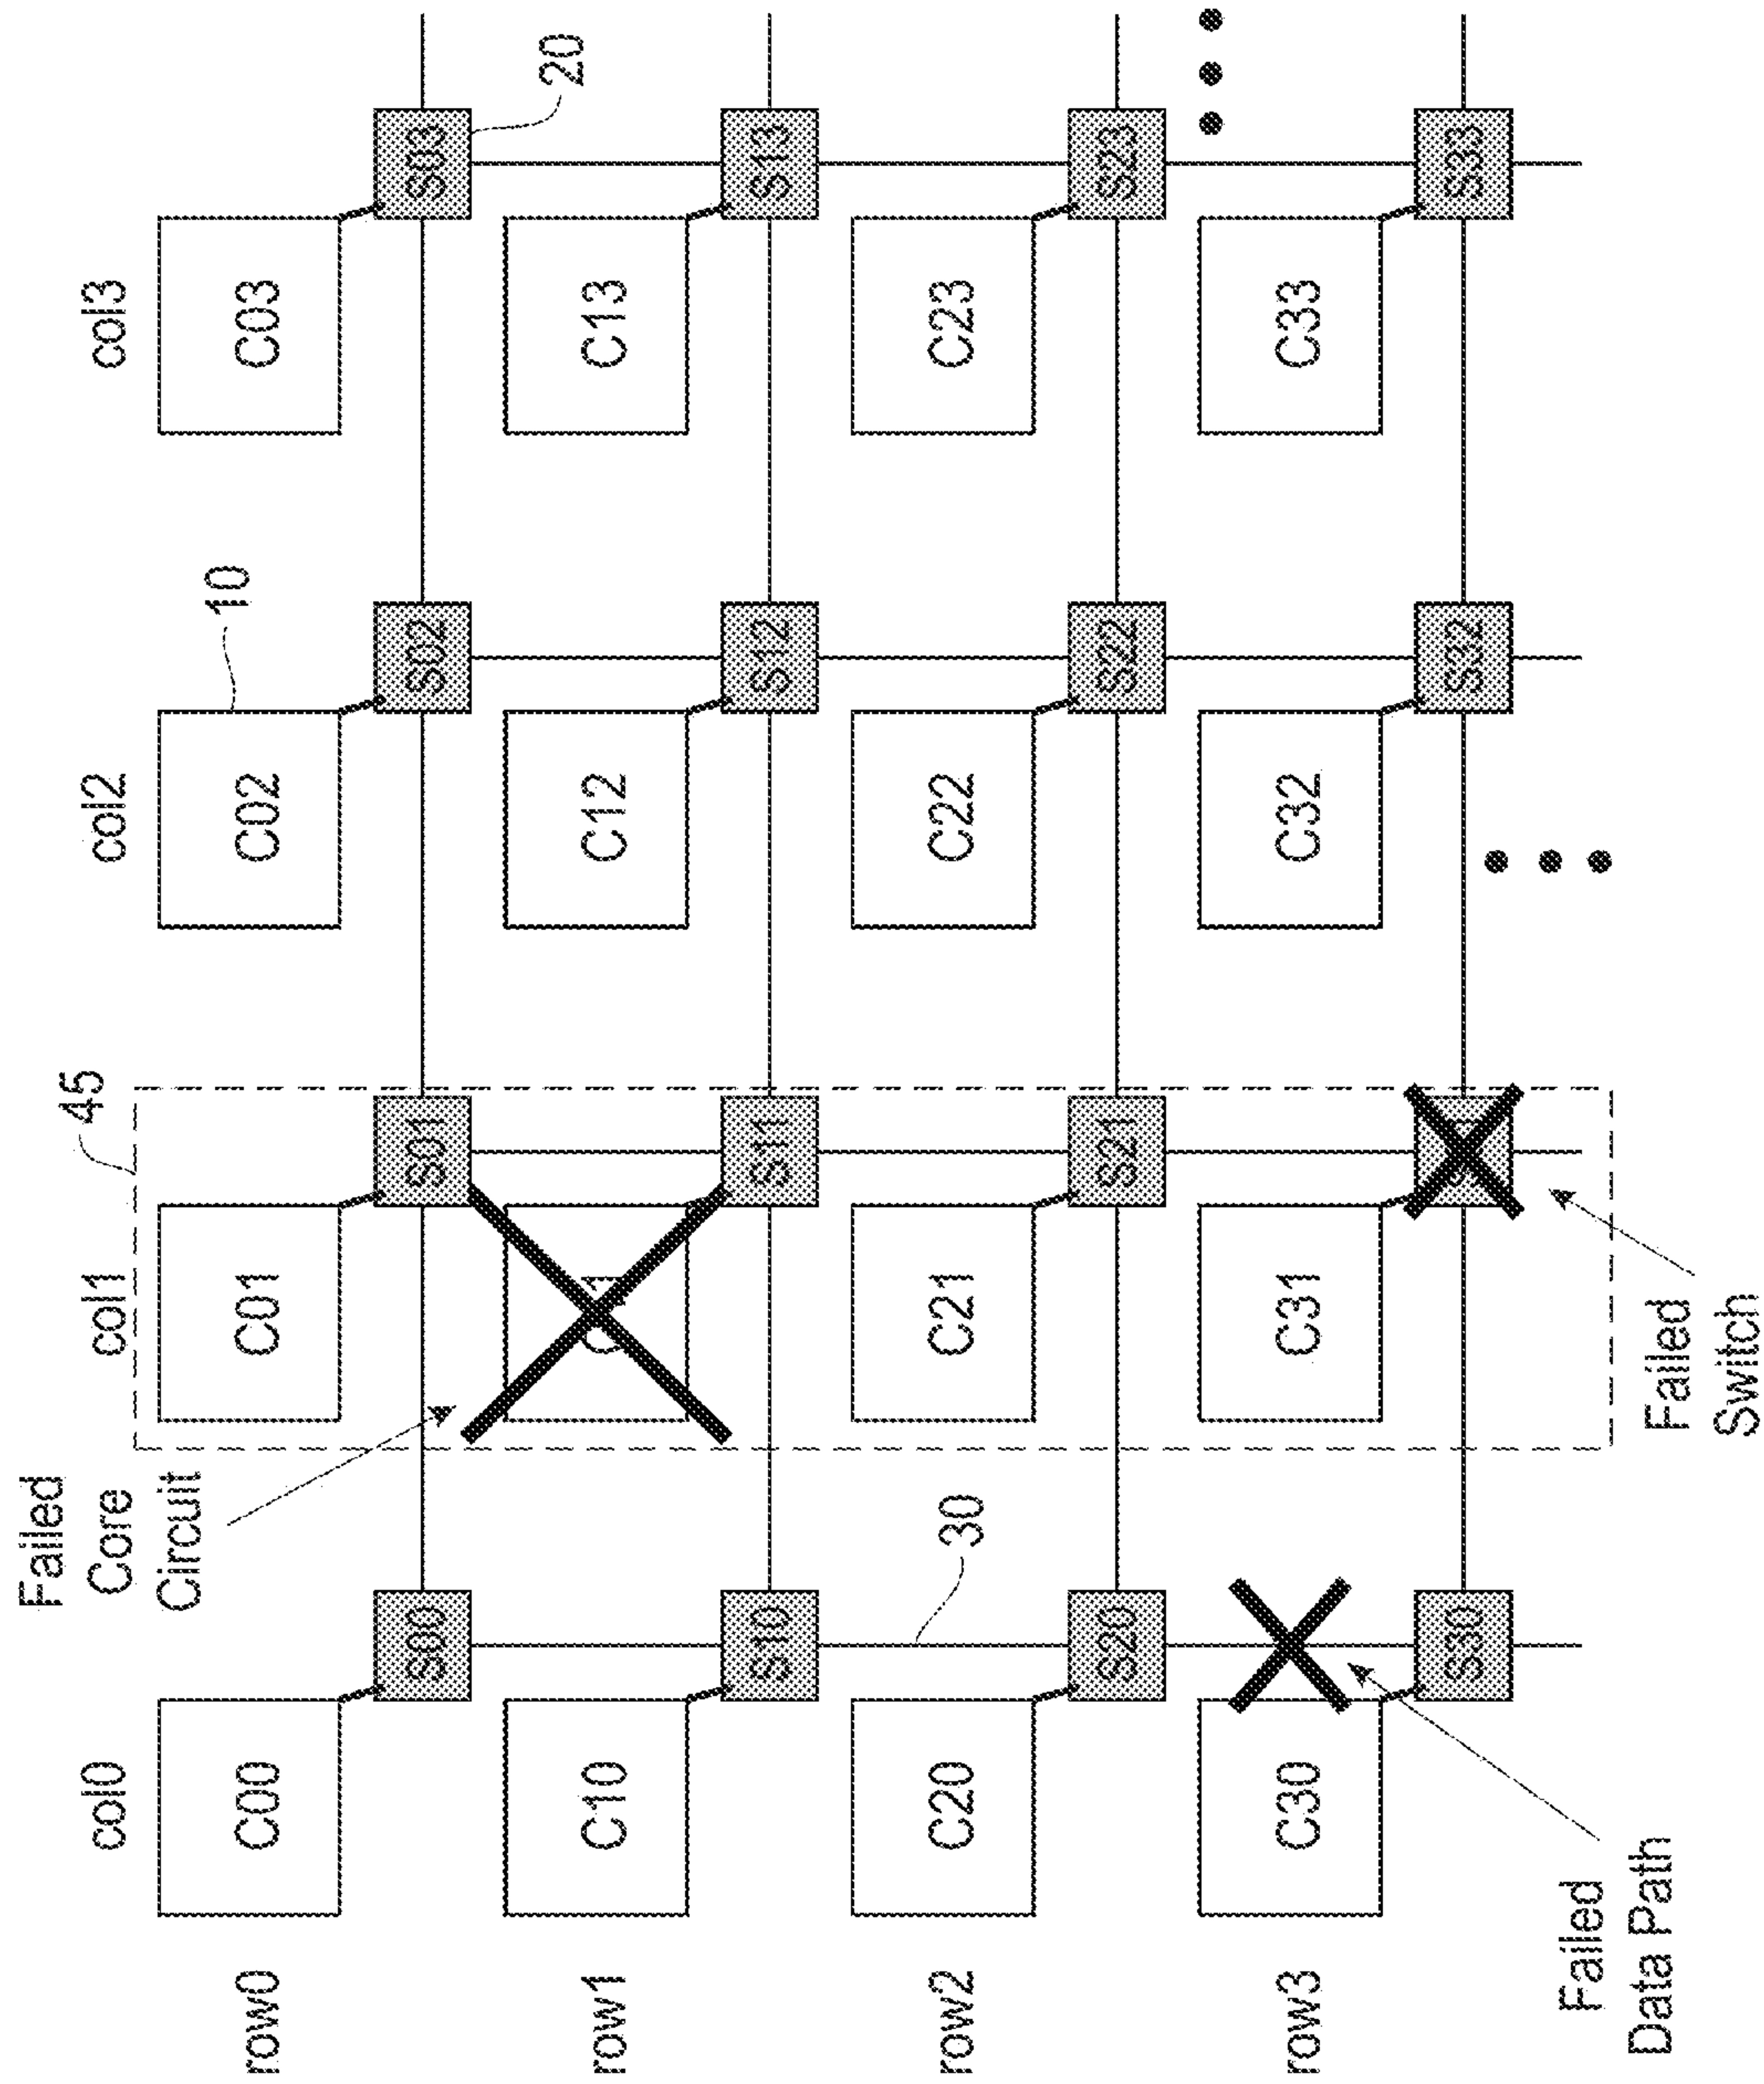 Failed
Core
Circuit
45
col0 col1 col2 col3
10
row0 C00 C01 C02 C03
S00 S01 S02 S03
20
row1 C10 C12 C13
S10 S11 S12 S13
30
row2 C20 C21 C22 C23
S20 S21 S22 S23
row3 C30 C31 C32 C33
S30 S32 S33
Failed
Data Path
Failed
Switch